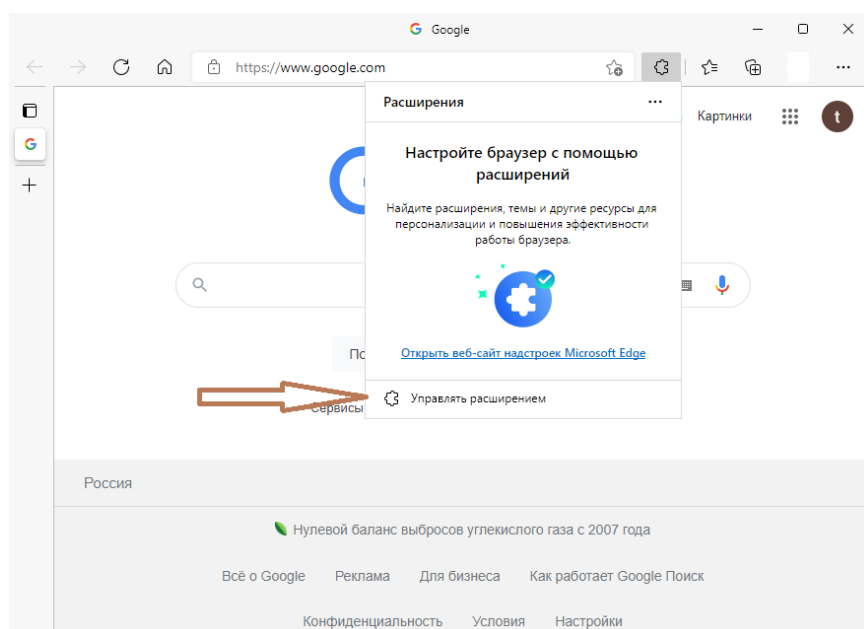 Google
https://www.google.com
Расширения
Картинки
t
G
Настройте браузер с помощью
расширений
Найдите расширения, темы и другие ресурсы для
персонализации и повышения эффективности
работы браузера.
По
Открыть веб-сайт надстроек Microsoft Edge
Управлять расширением
Сервисы
Россия
Нулевой баланс выбросов углекислого газа с 2007 года
Всё о Google Реклама Для бизнеса Как работает Google Поиск
Конфиденциальность Условия Настройки